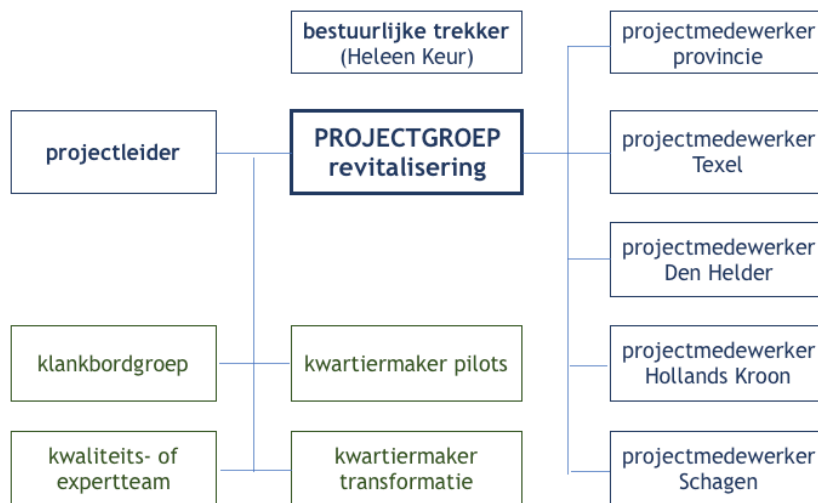 bestuurlijke trekker
(Heleen Keur)
projectmedewerker
provincie
projectleider
PROJECTGROEP
revitalisering
projectmedewerker
Texel
projectmedewerker
Den Helder
klankbordgroep
kwartiermaker pilots
projectmedewerker
Hollands Kroon
kwaliteits- of
expertteam
kwartiermaker
transformatie
projectmedewerker
Schagen